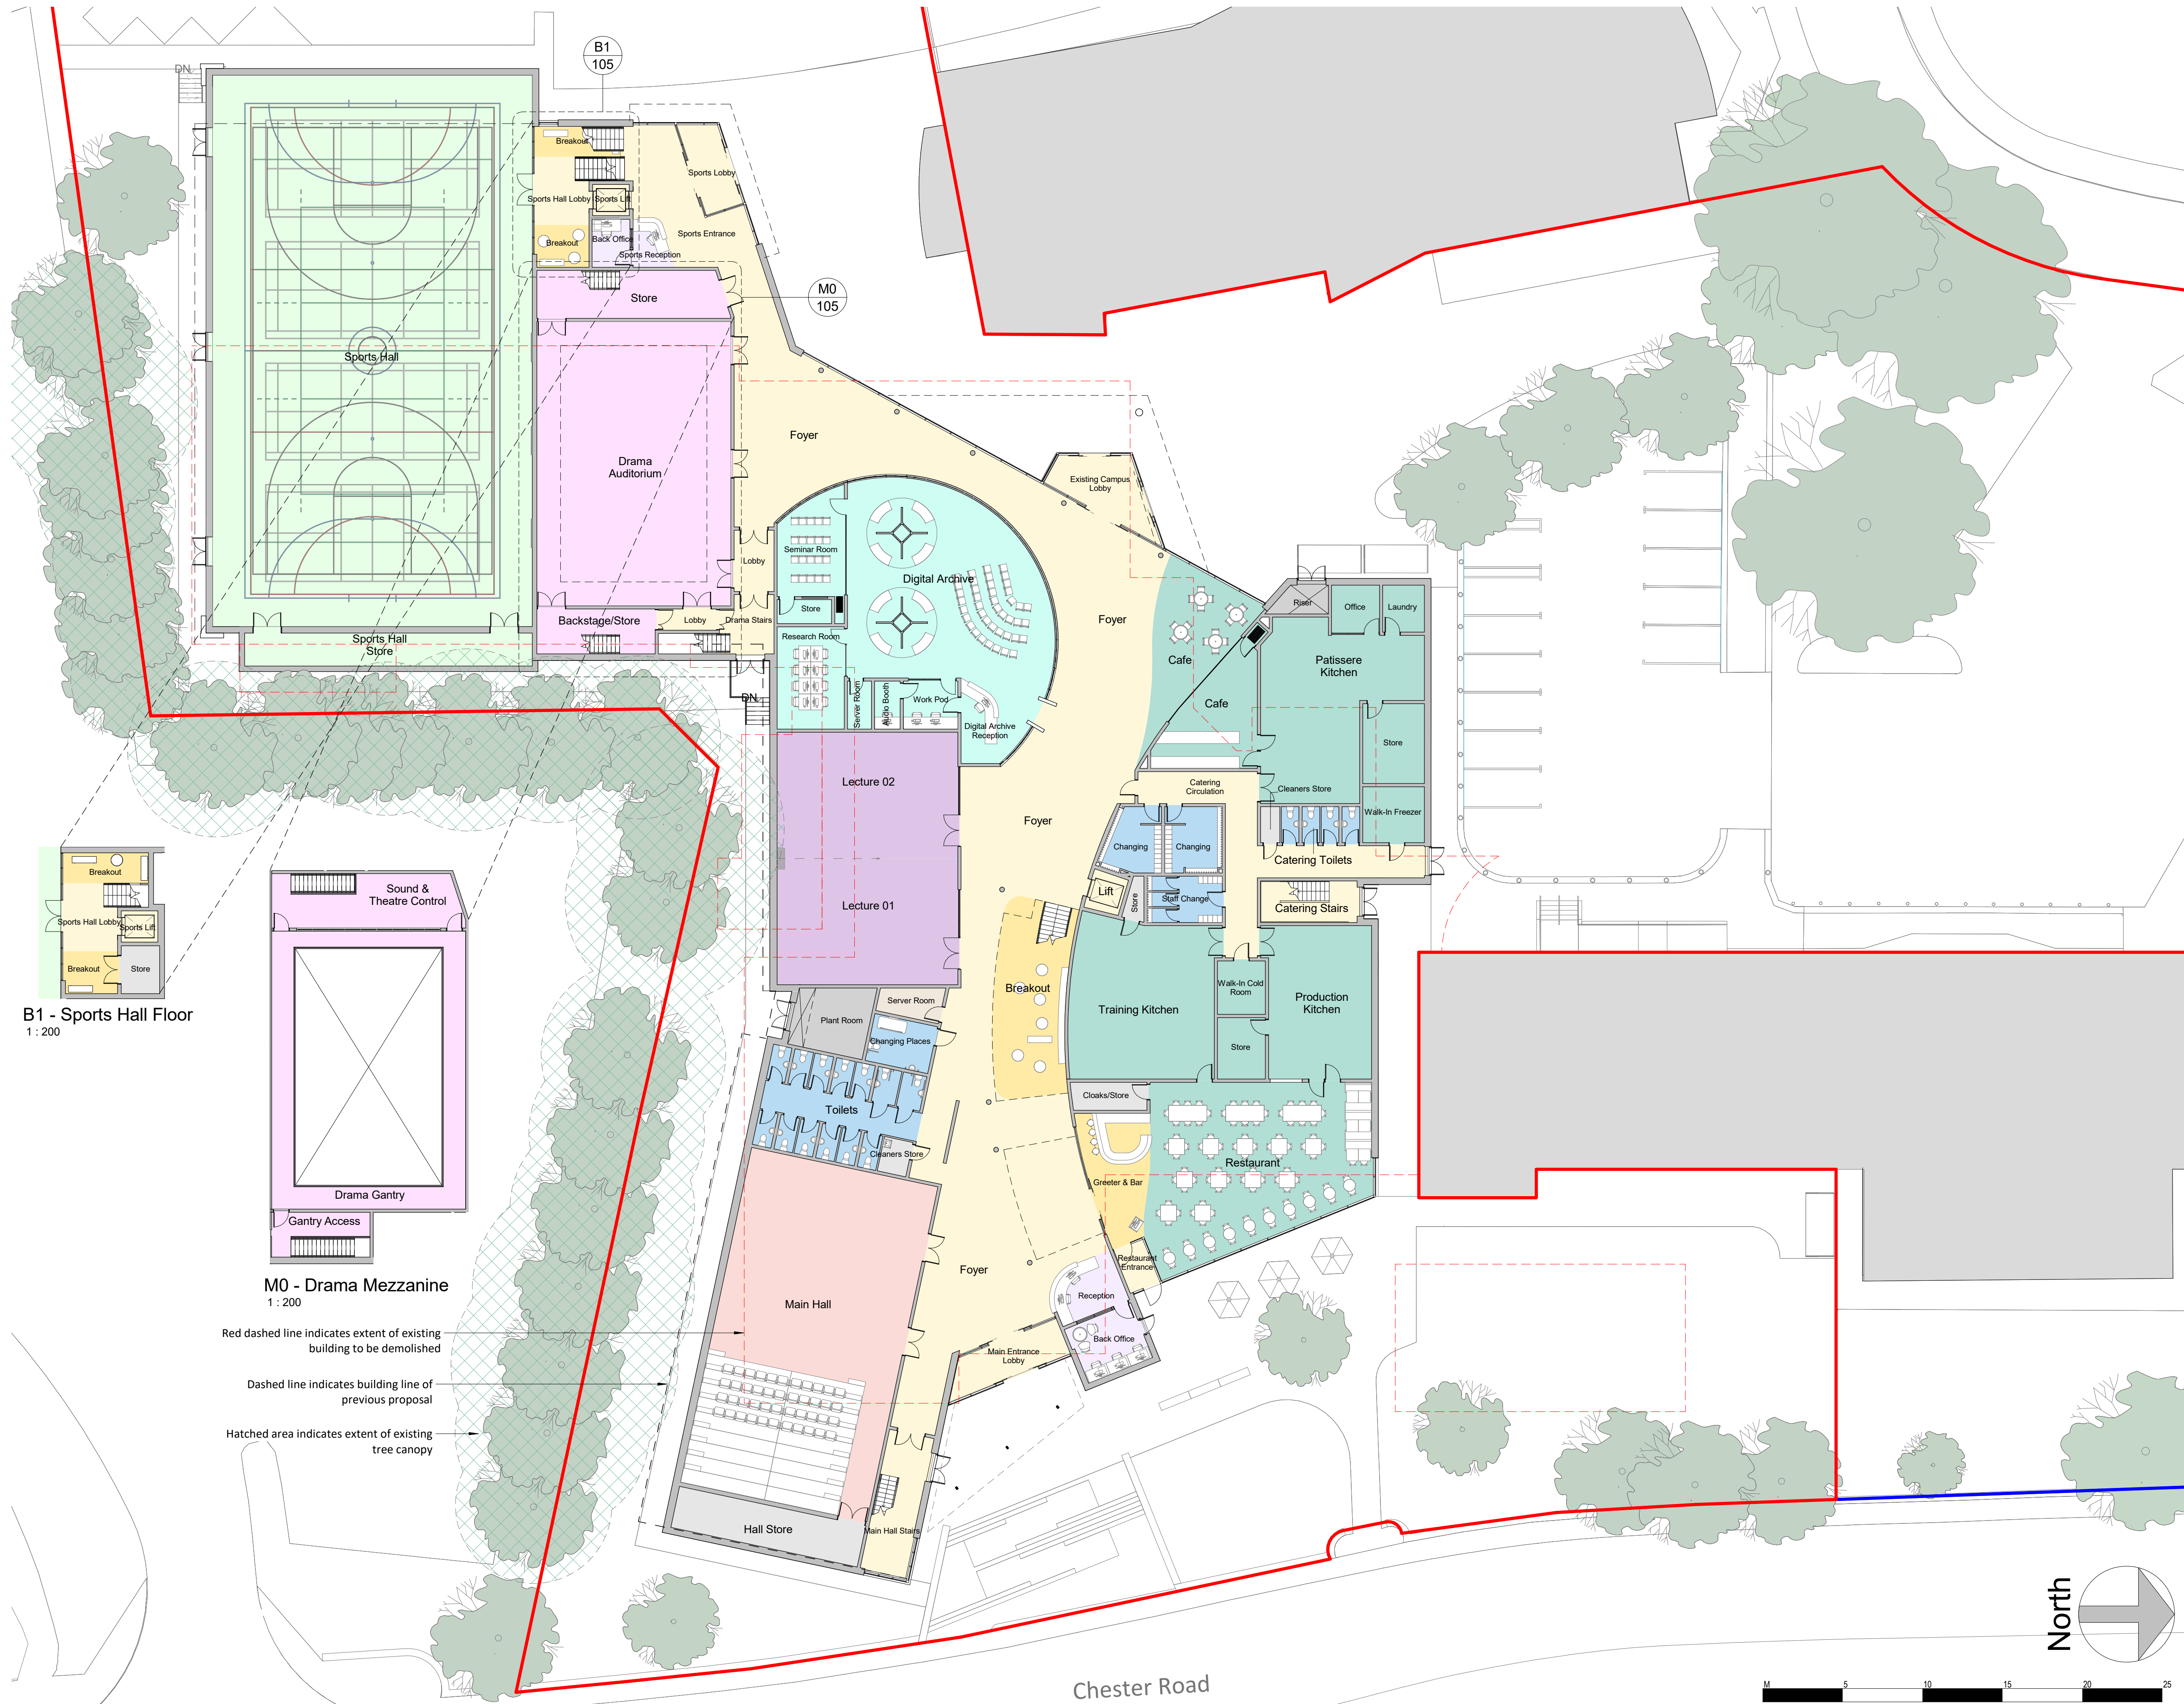 B1
105
DN
Breakout
Sports Lobby
Sports Hall Lobby
Sports Lift
Sports Entrance
Back Office
Breakout
Sports Reception
M0
105
Store
Sports Hall
Foyer
Drama
Auditorium
Existing Campus
Lobby
Seminar Room
Lobby
Digital Archive
Riser
Office
Laundry
Store
Backstage/Store
Lobby
Drama Stairs
Foyer
Research Room
Sports Hall
Store
Cafe
Patissere
Kitchen
Server Room
Audio Booth
Work Pod
DN
Cafe
Digital Archive
Reception
Store
Lecture 02
Catering
Circulation
Cleaners Store
Walk-In Freezer
Foyer
Changing
Changing
Catering Toilets
Breakout
Sports Hall Lobby
Sports Lift
Breakout
Store
B1 - Sports Hall Floor
1 : 200
Sound &
Theatre Control
Drama Gantry
Gantry Access
M0 - Drama Mezzanine
1 : 200
Lift
Store
Staff Change
Catering Stairs
Lecture 01
Breakout
Walk-In Cold
Room
Production
Kitchen
Training Kitchen
Server Room
Plant Room
Changing Places
Store
Cloaks/Store
Toilets
Cleaners Store
Restaurant
Greeter & Bar
Restaurant
Entrance
Foyer
Reception
Main Hall
Back Office
Main Entrance
Lobby
Red dashed line indicates extent of existing
building to be demolished
Dashed line indicates building line of
previous proposal
Hatched area indicates extent of existing
tree canopy
Hall Store
Main Hall Stairs
North
Chester Road
M 5 10 15 20 25